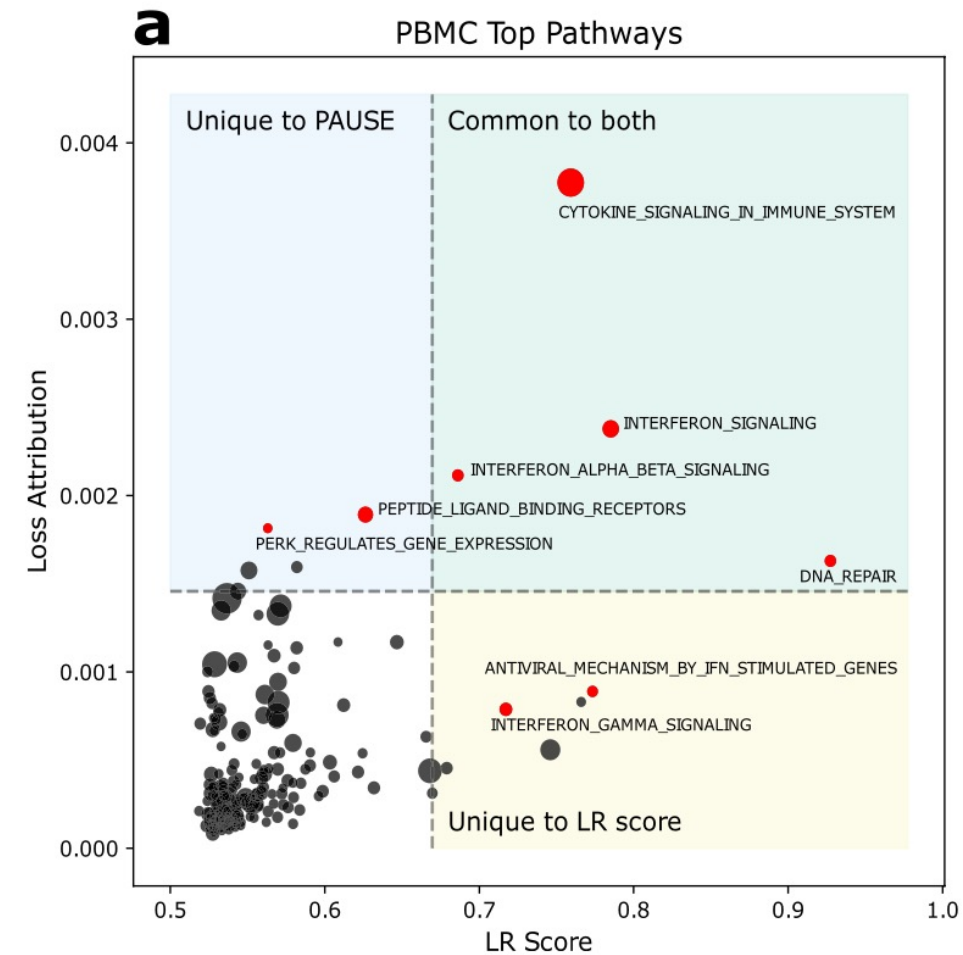 a
PBMC Top Pathways
Unique to PAUSE
Common to both
0.004
CYTOKINE_SIGNALING_IN_IMMUNE_SYSTEM
0.003
Loss Attribution
INTERFERON_SIGNALING
INTERFERON_ALPHA_BETA_SIGNALING
0.002
PEPTIDE_LIGAND_BINDING_RECEPTORS
PERK_REGULATES_GENE_EXPRESSION
DNA_REPAIR
0.001
ANTIVIRAL_MECHANISM_BY_IFN_STIMULATED_GENES
INTERFERON_GAMMA_SIGNALING
Unique to LR score
0.000
0.5 0.6 0.7 0.8 0.9 1.0
LR Score